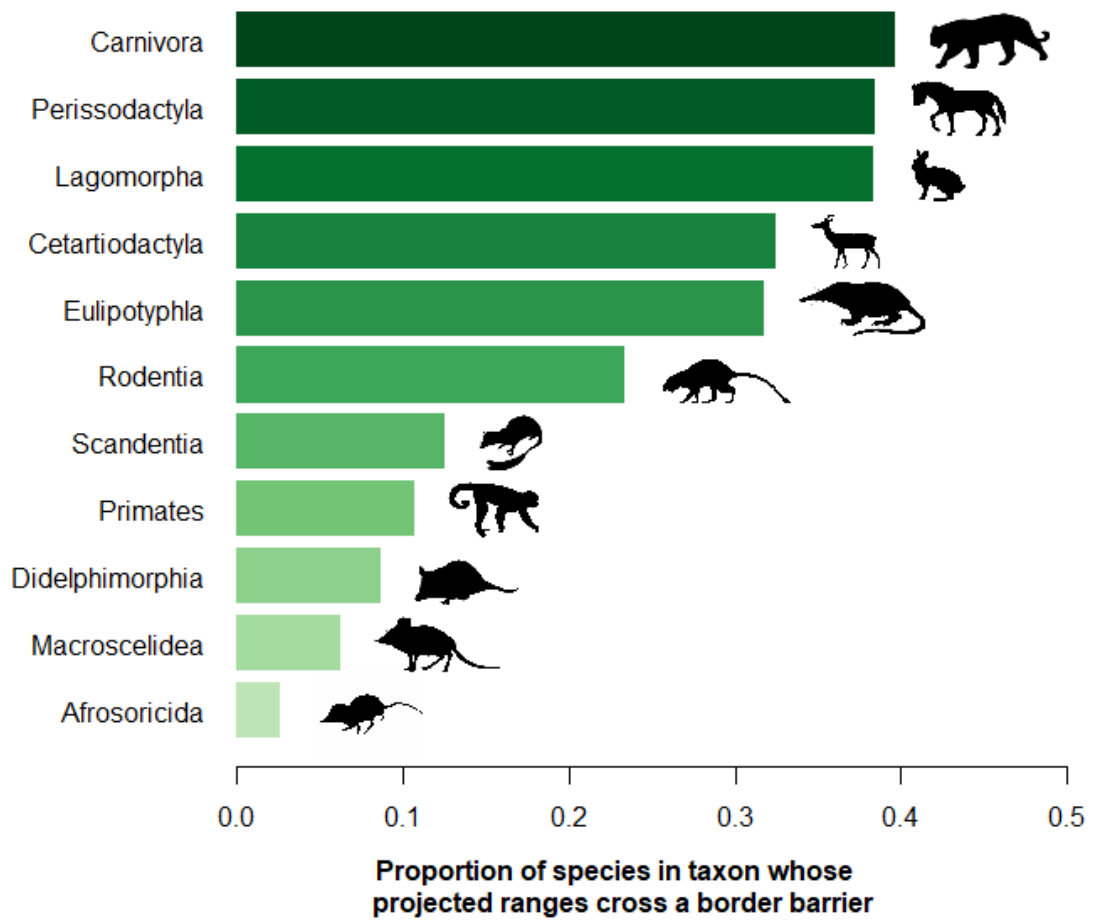 Carnivora
Perissodactyla
Lagomorpha
Cetartiodactyla
Eulipotyphla
Rodentia
Scandentia
Primates
Didelphimorphia
Macroscelidea
Afrosoricida
0.0 0.1 0.2 0.3 0.4 0.5
Proportion of species in taxon whose
projected ranges cross a border barrier